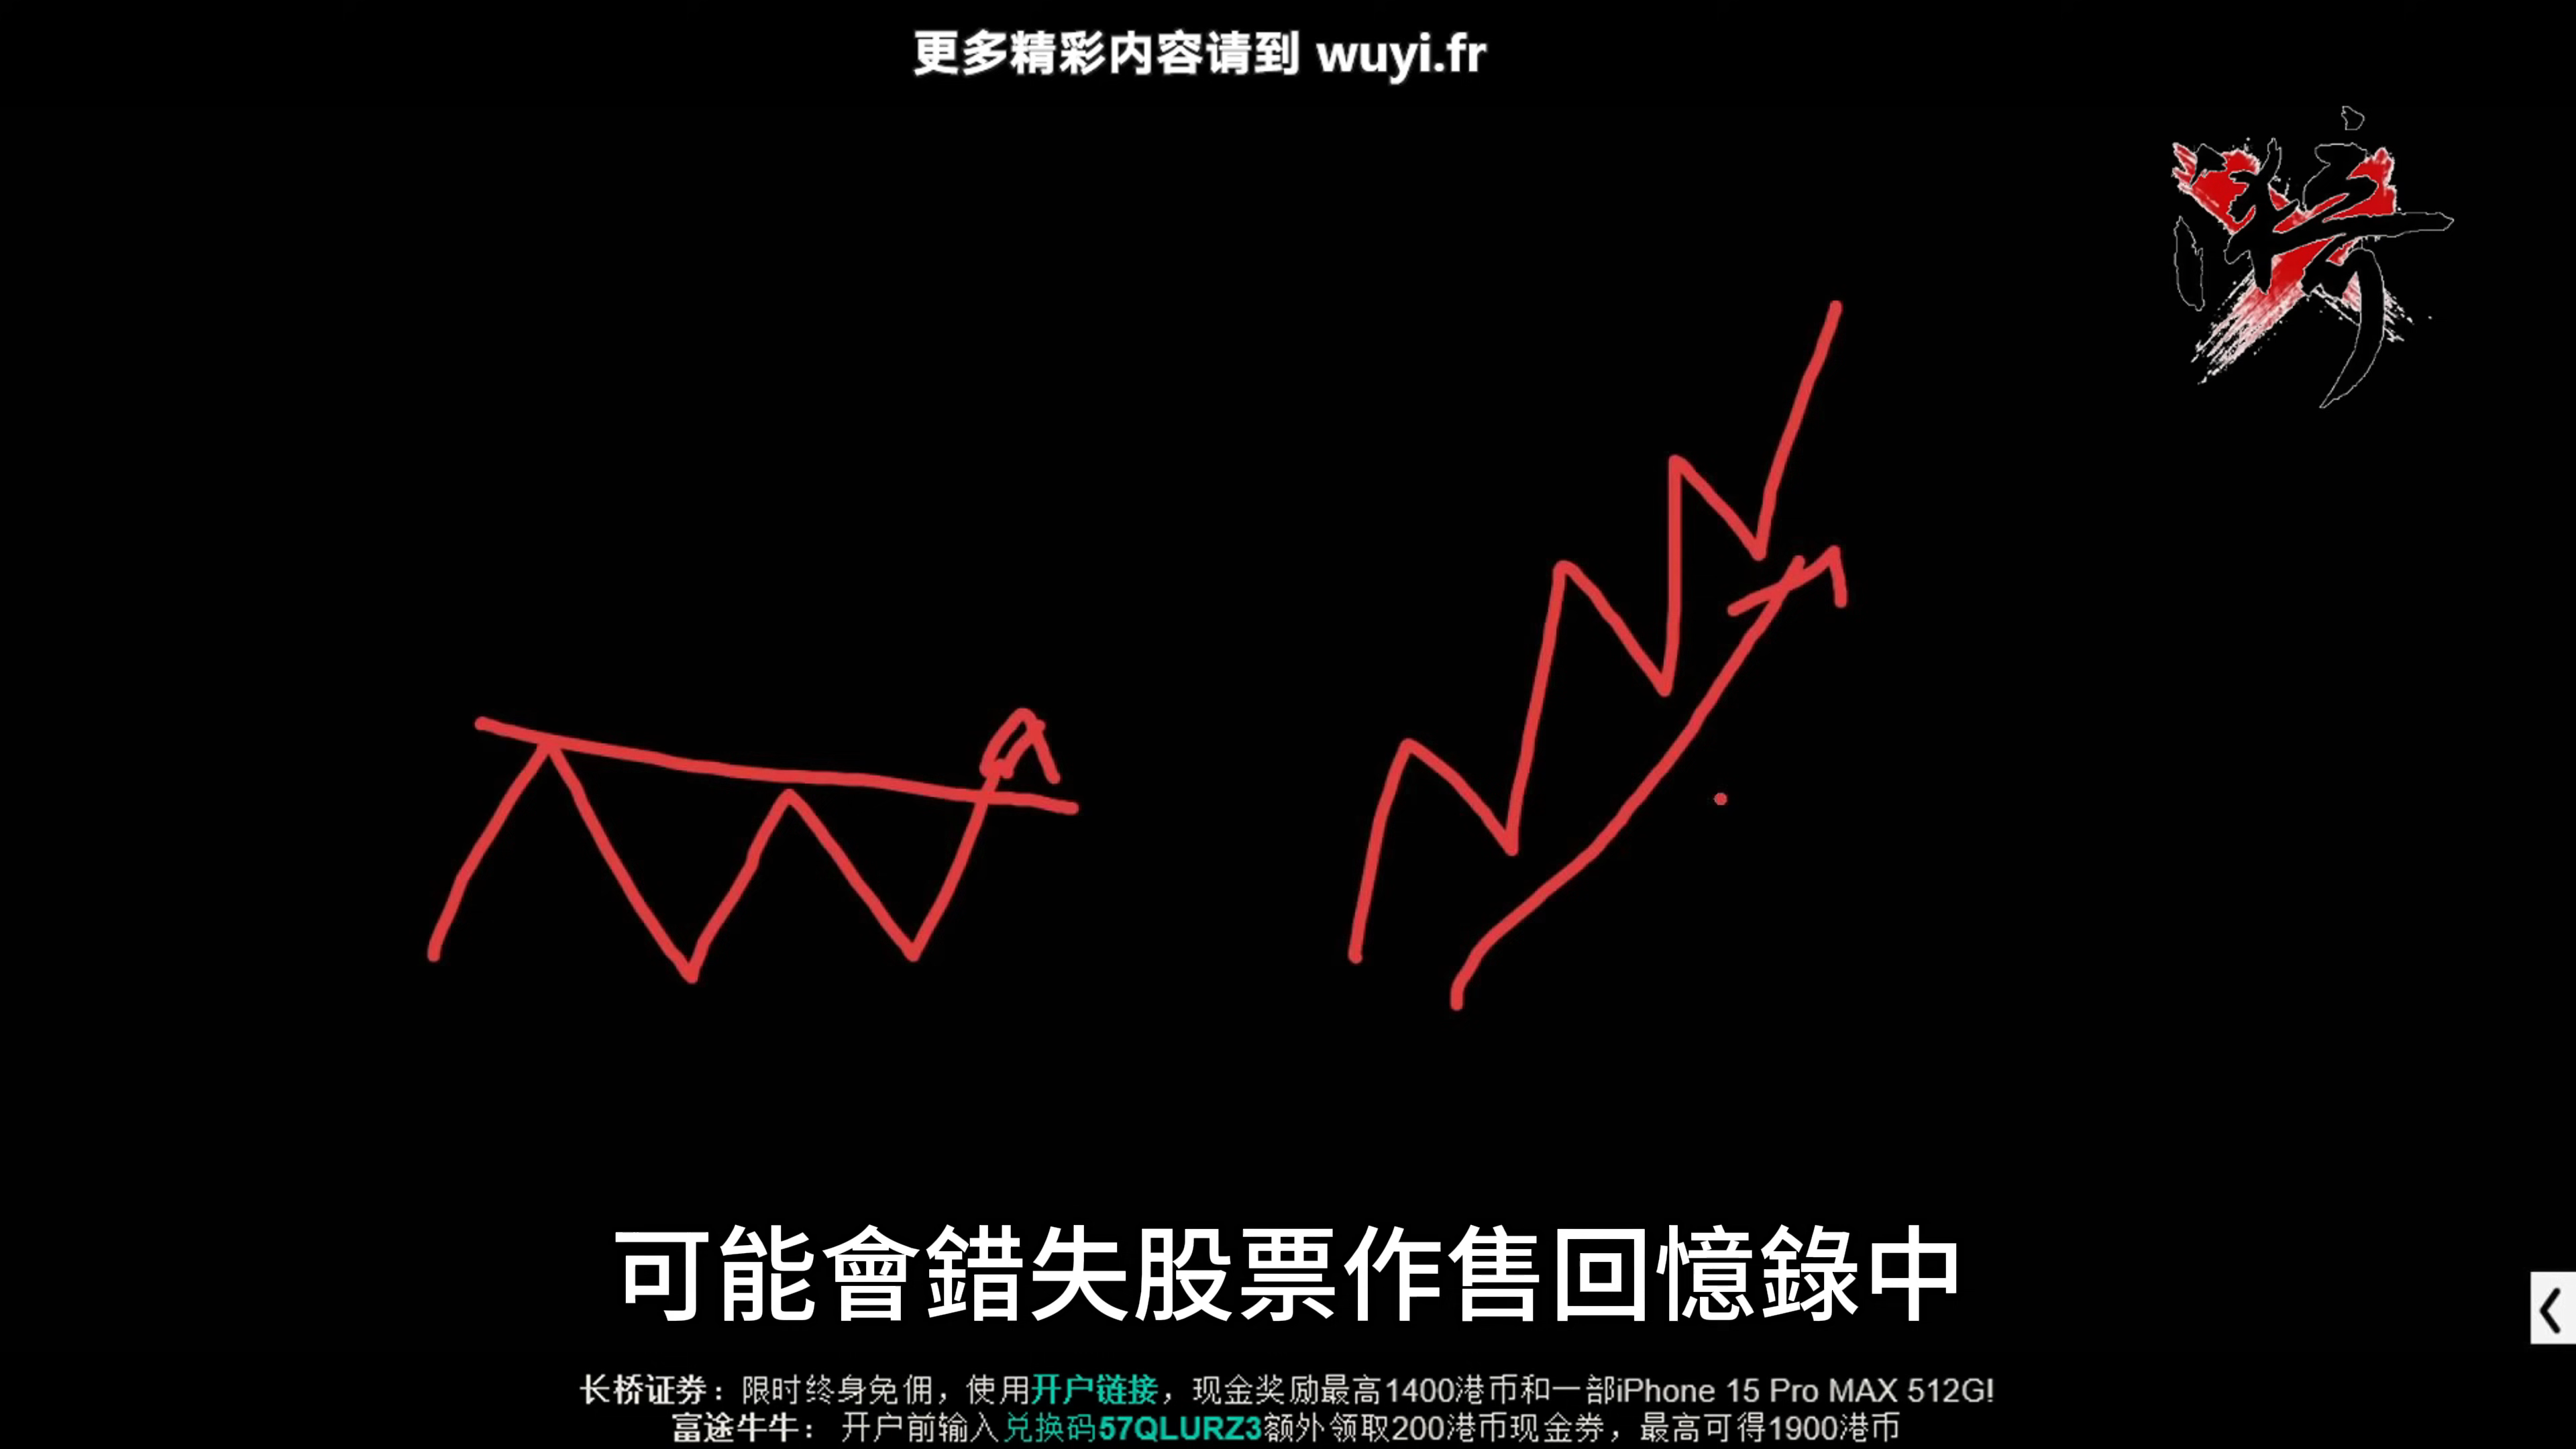 更多精彩内容请到 wuyi.fr
可能會錯失股票作售回憶錄中
长桥证券：限时终身免佣，使用开户链接，现金奖励最高1400港币和一部iPhone 15 Pro MAX 512G!
富途牛牛： 开户前输入兑换码57QLURZ3额外领取200港币现金券，最高可得1900港币